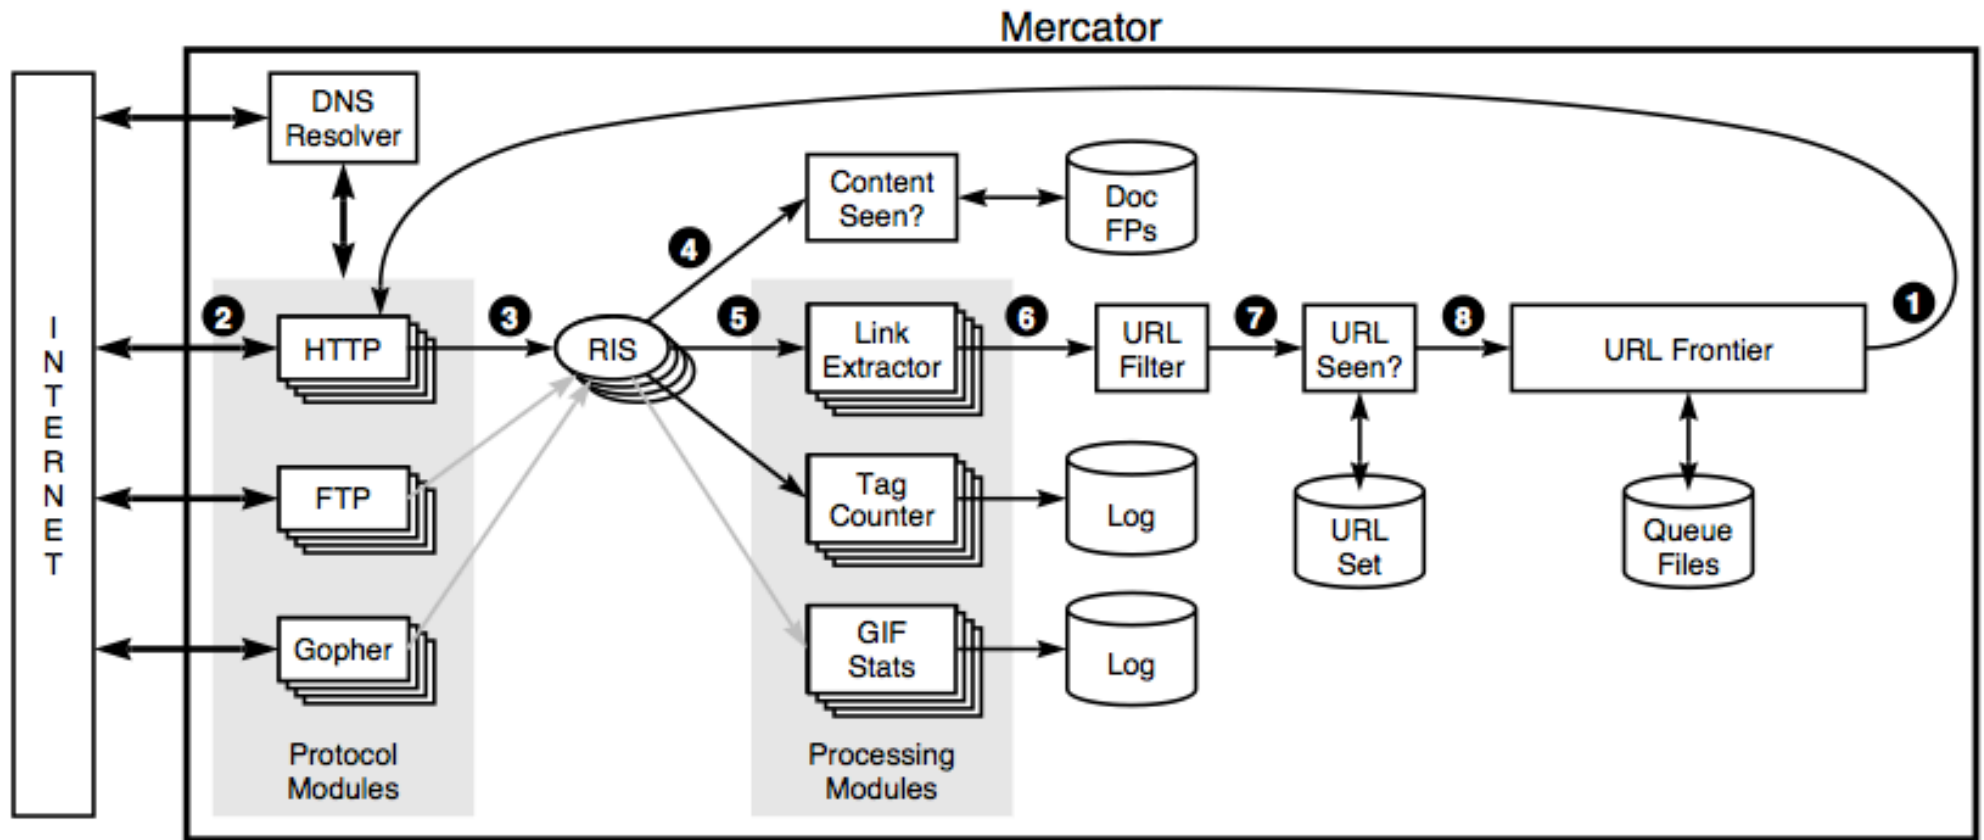 Mercator
INTERNET
DNS
Resolver
Content
Seen?
Doc
FPs
4
2
HTTP
3
RIS
5
Link
Extractor
6
URL
Filter
7
URL
Seen?
8
URL Frontier
1
FTP
Tag
Counter
Log
URL
Set
Queue
Files
Gopher
GIF
Stats
Log
Protocol
Modules
Processing
Modules